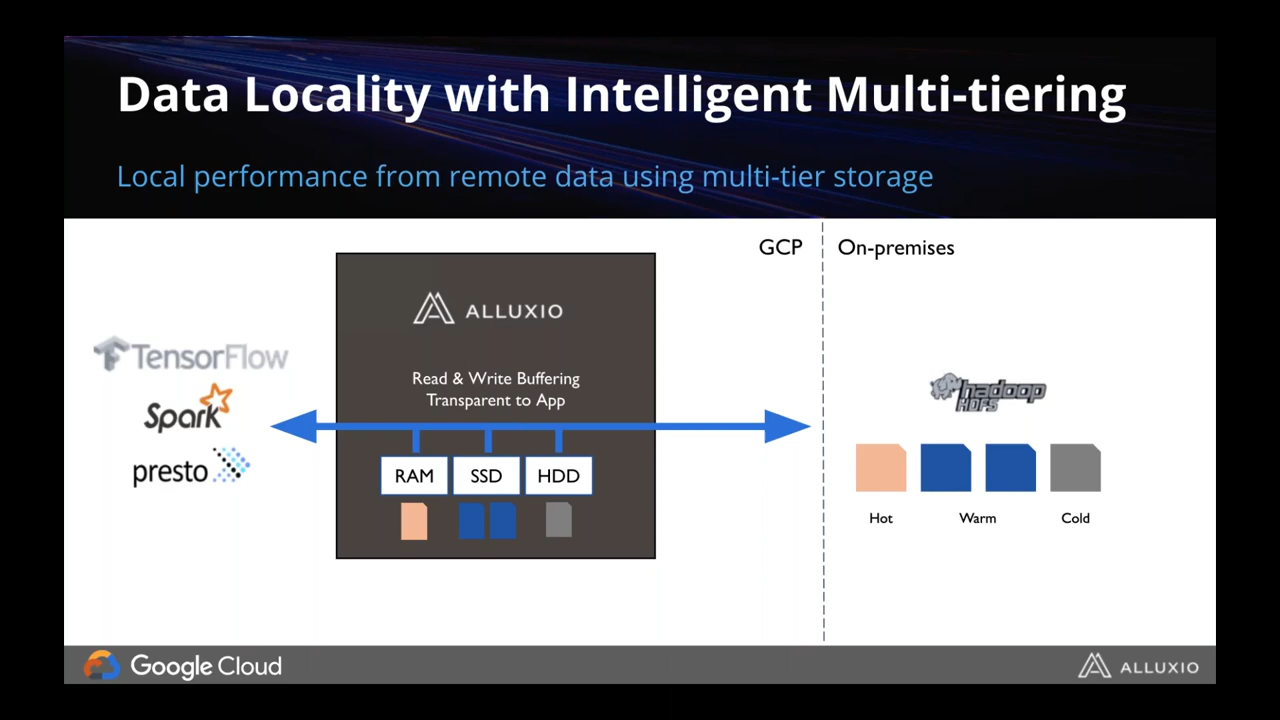 Data Locality with Intelligent Multi-tiering
Local performance from remote data using multi-tier storage
GCP
On-premises
ALLUXIO
Read & Write Buffering
Transparent to App
TensorFlow
Spark
presto
RAM
SSD
HDD
hadoop
HDFS
Hot
Warm
Cold
Google Cloud
ALLUXIO